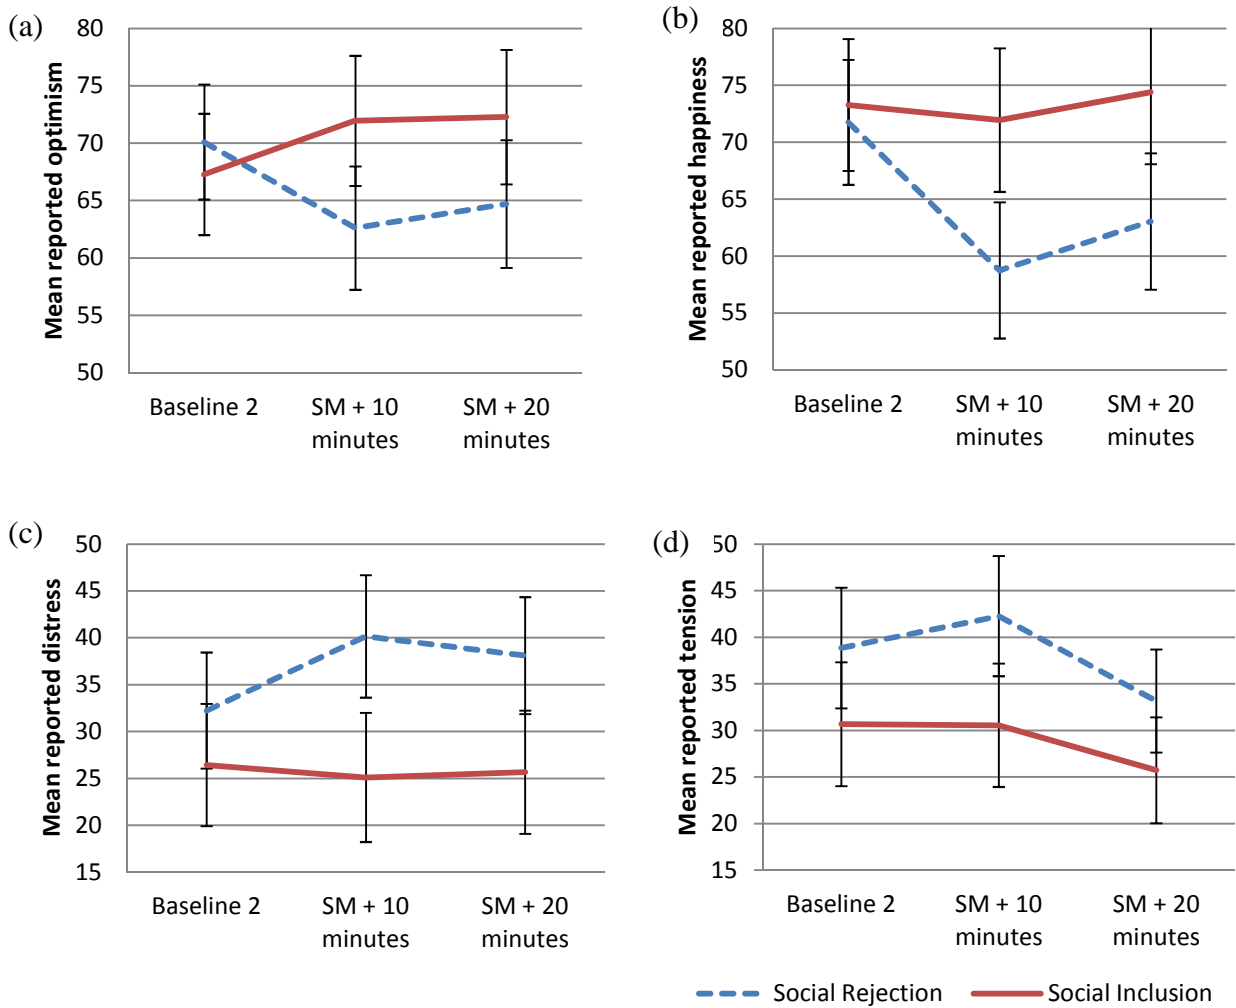 (a)
Mean reported optimism
80
75
70
65
60
55
50
Baseline 2
SM + 10
minutes
SM + 20
minutes
(b)
Mean reported happiness
80
75
70
65
60
55
50
Baseline 2
SM + 10
minutes
SM + 20
minutes
(c)
Mean reported distress
50
45
40
35
30
25
20
15
Baseline 2
SM + 10
minutes
SM + 20
minutes
(d)
Mean reported tension
50
45
40
35
30
25
20
15
Baseline 2
SM + 10
minutes
SM + 20
minutes
Social Rejection
Social Inclusion